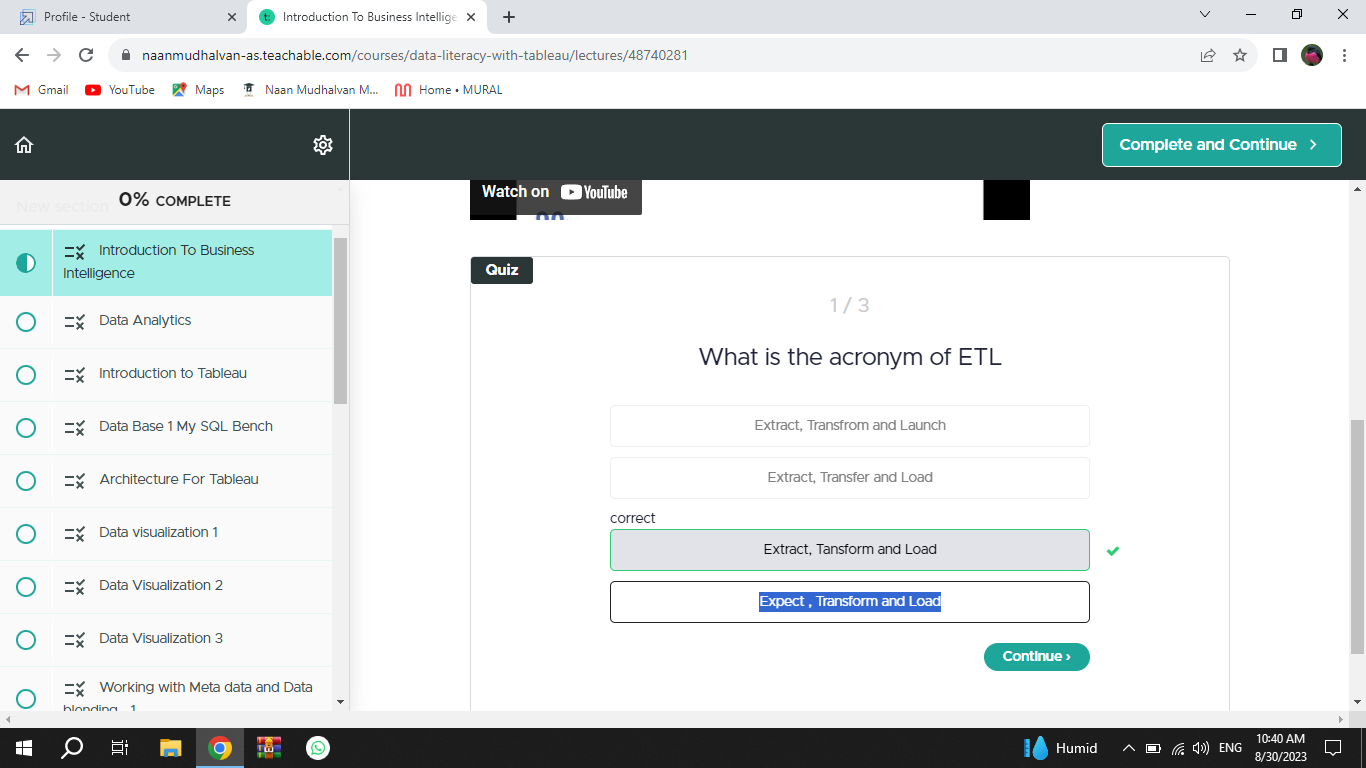 Profile - Student
Introduction To Business Intellige
naanmudhalvan-as.teachable.com/courses/data-literacy-with-tableau/lectures/48740281
Gmail
YouTube
Maps
Naan Mudhalvan M...
Home • MURAL
Complete and Continue
New section
0% COMPLETE
Introduction To Business
Intelligence
Data Analytics
Introduction to Tableau
Data Base 1 My SQL Bench
Architecture For Tableau
Data visualization 1
Data Visualization 2
Data Visualization 3
Working with Meta data and Data
blending - 1
Watch on YouTube
Quiz
1 / 3
What is the acronym of ETL
Extract, Transfrom and Launch
Extract, Transfer and Load
correct
Extract, Tansform and Load
Expect , Transform and Load
Continue ›
Humid
ENG
10:40 AM
8/30/2023